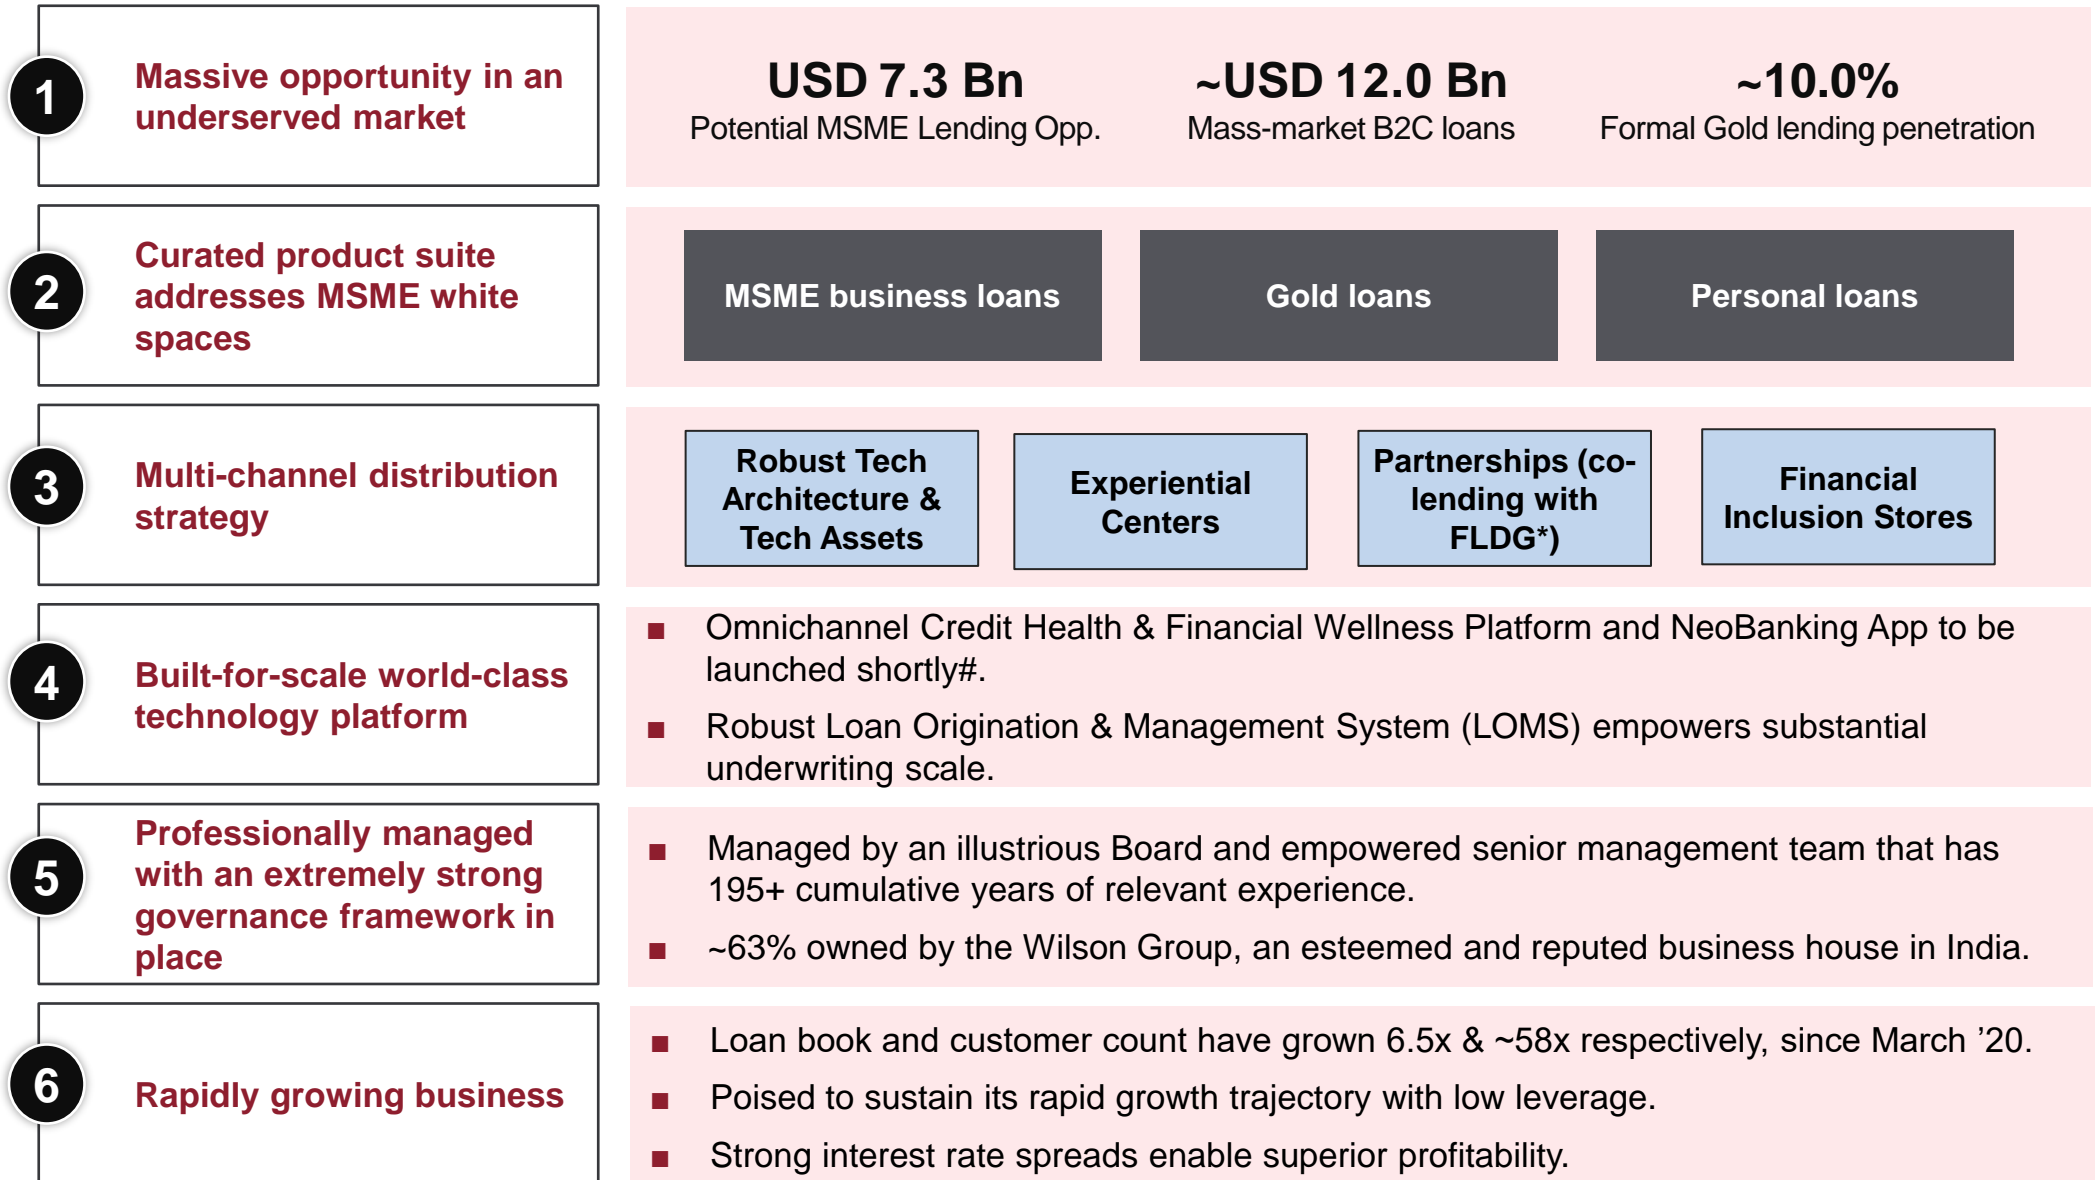 1
Massive opportunity in an
underserved market
USD 7.3 Bn
Potential MSME Lending Opp.
~USD 12.0 Bn
Mass-market B2C loans
~10.0%
Formal Gold lending penetration
2
Curated product suite
addresses MSME white
spaces
MSME business loans
Gold loans
Personal loans
3
Multi-channel distribution
strategy
Robust Tech
Architecture &
Tech Assets
Experiential
Centers
Partnerships (co-
lending with
FLDG*)
Financial
Inclusion Stores
4
Built-for-scale world-class
technology platform
■ Omnichannel Credit Health & Financial Wellness Platform and NeoBanking App to be
launched shortly#.
■ Robust Loan Origination & Management System (LOMS) empowers substantial
underwriting scale.
5
Professionally managed
with an extremely strong
governance framework in
place
■ Managed by an illustrious Board and empowered senior management team that has
195+ cumulative years of relevant experience.
■ ~63% owned by the Wilson Group, an esteemed and reputed business house in India.
6
Rapidly growing business
■ Loan book and customer count have grown 6.5x & ~58x respectively, since March ’20.
■ Poised to sustain its rapid growth trajectory with low leverage.
■ Strong interest rate spreads enable superior profitability.